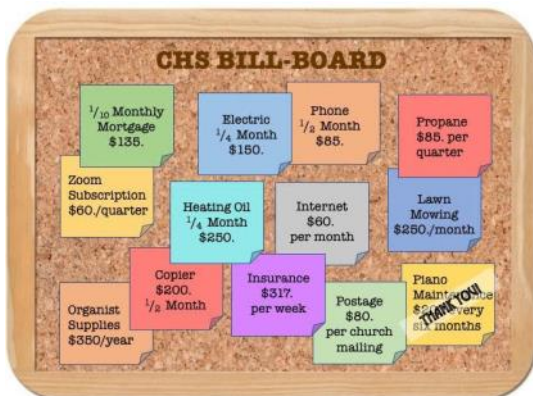 CHS BILL-BOARD
1/10 Monthly
Mortgage
$135.
Electric
1/4 Month
$150.
Phone
1/2 Month
$85.
Propane
$85. per
quarter
Zoom
Subscription
$60./quarter
Heating Oil
1/4 Month
$250.
Internet
$60.
per month
Lawn
Mowing
$250./month
Organist
Supplies
$350/year
Copier
$200.
1/2 Month
Insurance
$317.
per week
Postage
$80.
per church
mailing
Piano
THANK YOU!
six months